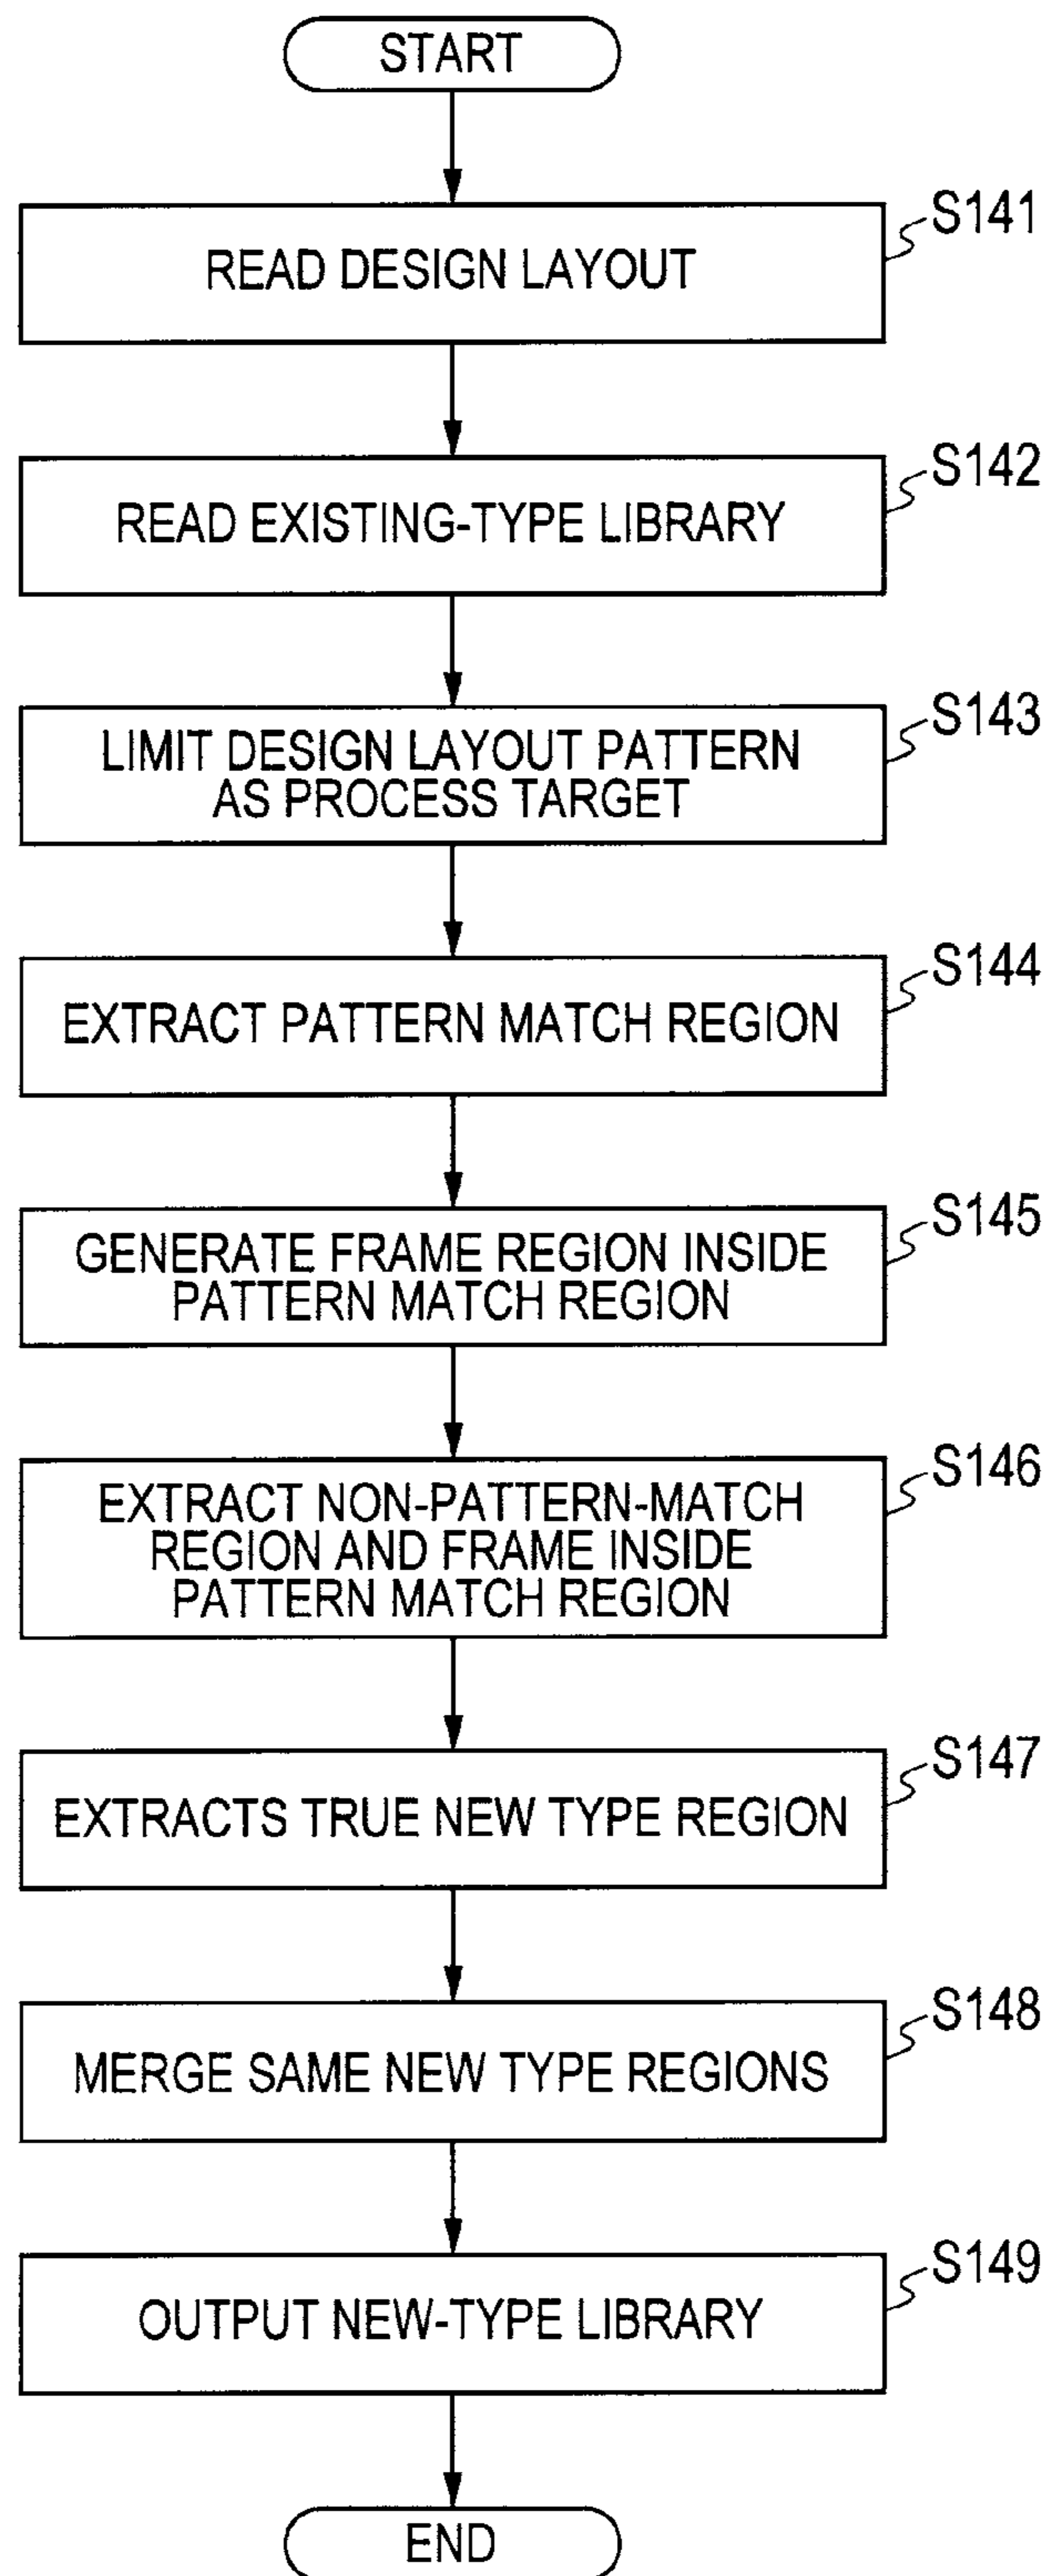 START
S141
READ DESIGN LAYOUT
S142
READ EXISTING-TYPE LIBRARY
S143
LIMIT DESIGN LAYOUT PATTERN
AS PROCESS TARGET
S144
EXTRACT PATTERN MATCH REGION
S145
GENERATE FRAME REGION INSIDE
PATTERN MATCH REGION
S146
EXTRACT NON-PATTERN-MATCH
REGION AND FRAME INSIDE
PATTERN MATCH REGION
S147
EXTRACTS TRUE NEW TYPE REGION
S148
MERGE SAME NEW TYPE REGIONS
S149
OUTPUT NEW-TYPE LIBRARY
END